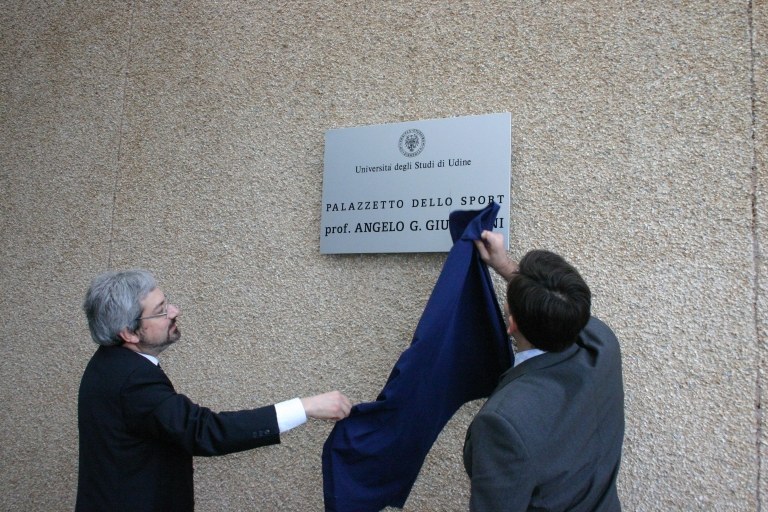 Università degli Studi di Udine
PALAZZETTO DELLO SPORT
prof. ANGELO G.